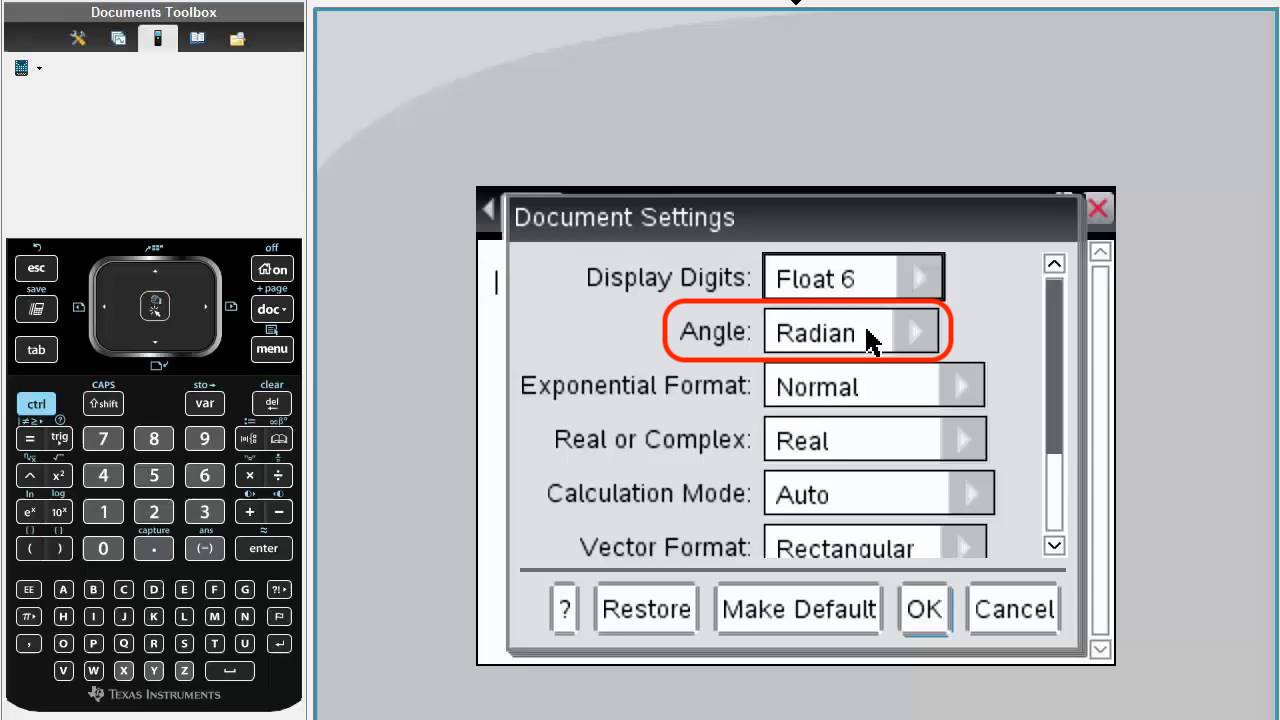 Documents Toolbox
off
esc
on
save
+ page
doc
tab
menu
CAPS
sto→
clear
ctrl
⇧shift
var
del
= trig 7 8 9
^ x² 4 5 6 × ÷
ln log
eˣ 10ˣ 1 2 3 + −
capture ans ≈
( ) 0 . (−) enter
EE A B C D E F G ?!▸
π▸ H I J K L M N
, O P Q R S T U ↵
V W X Y Z
TEXAS INSTRUMENTS
Document Settings
Display Digits: Float 6
Angle: Radian
Exponential Format: Normal
Real or Complex: Real
Calculation Mode: Auto
Vector Format: Rectangular
? Restore Make Default OK Cancel